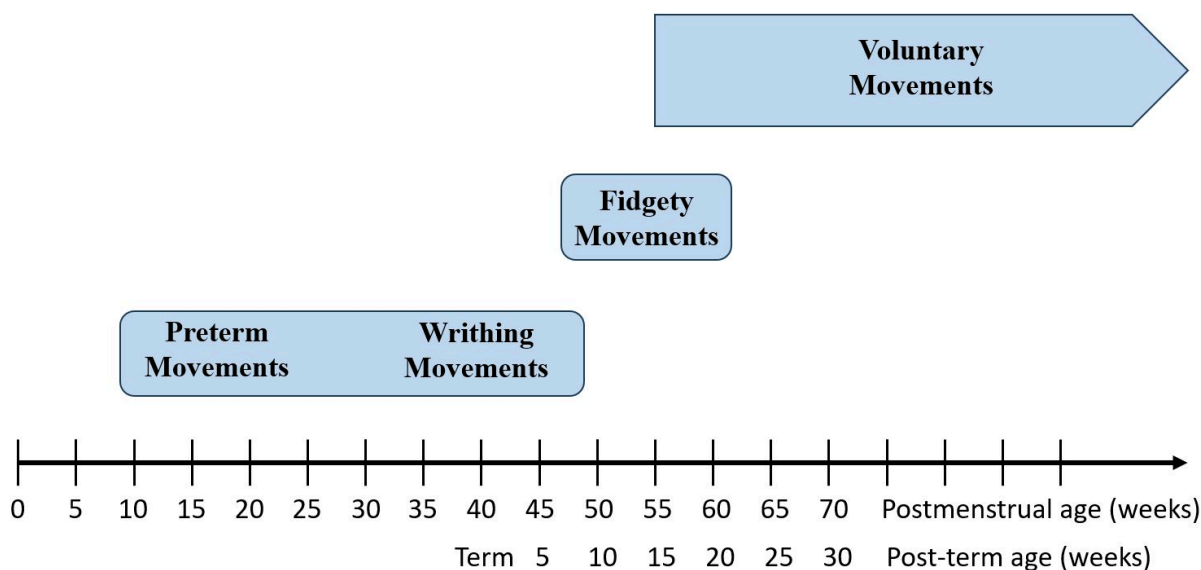 Voluntary
Movements
Fidgety
Movements
Preterm
Movements
Writhing
Movements
0 5 10 15 20 25 30 35 40 45 50 55 60 65 70 Postmenstrual age (weeks)
Term 5 10 15 20 25 30 Post-term age (weeks)